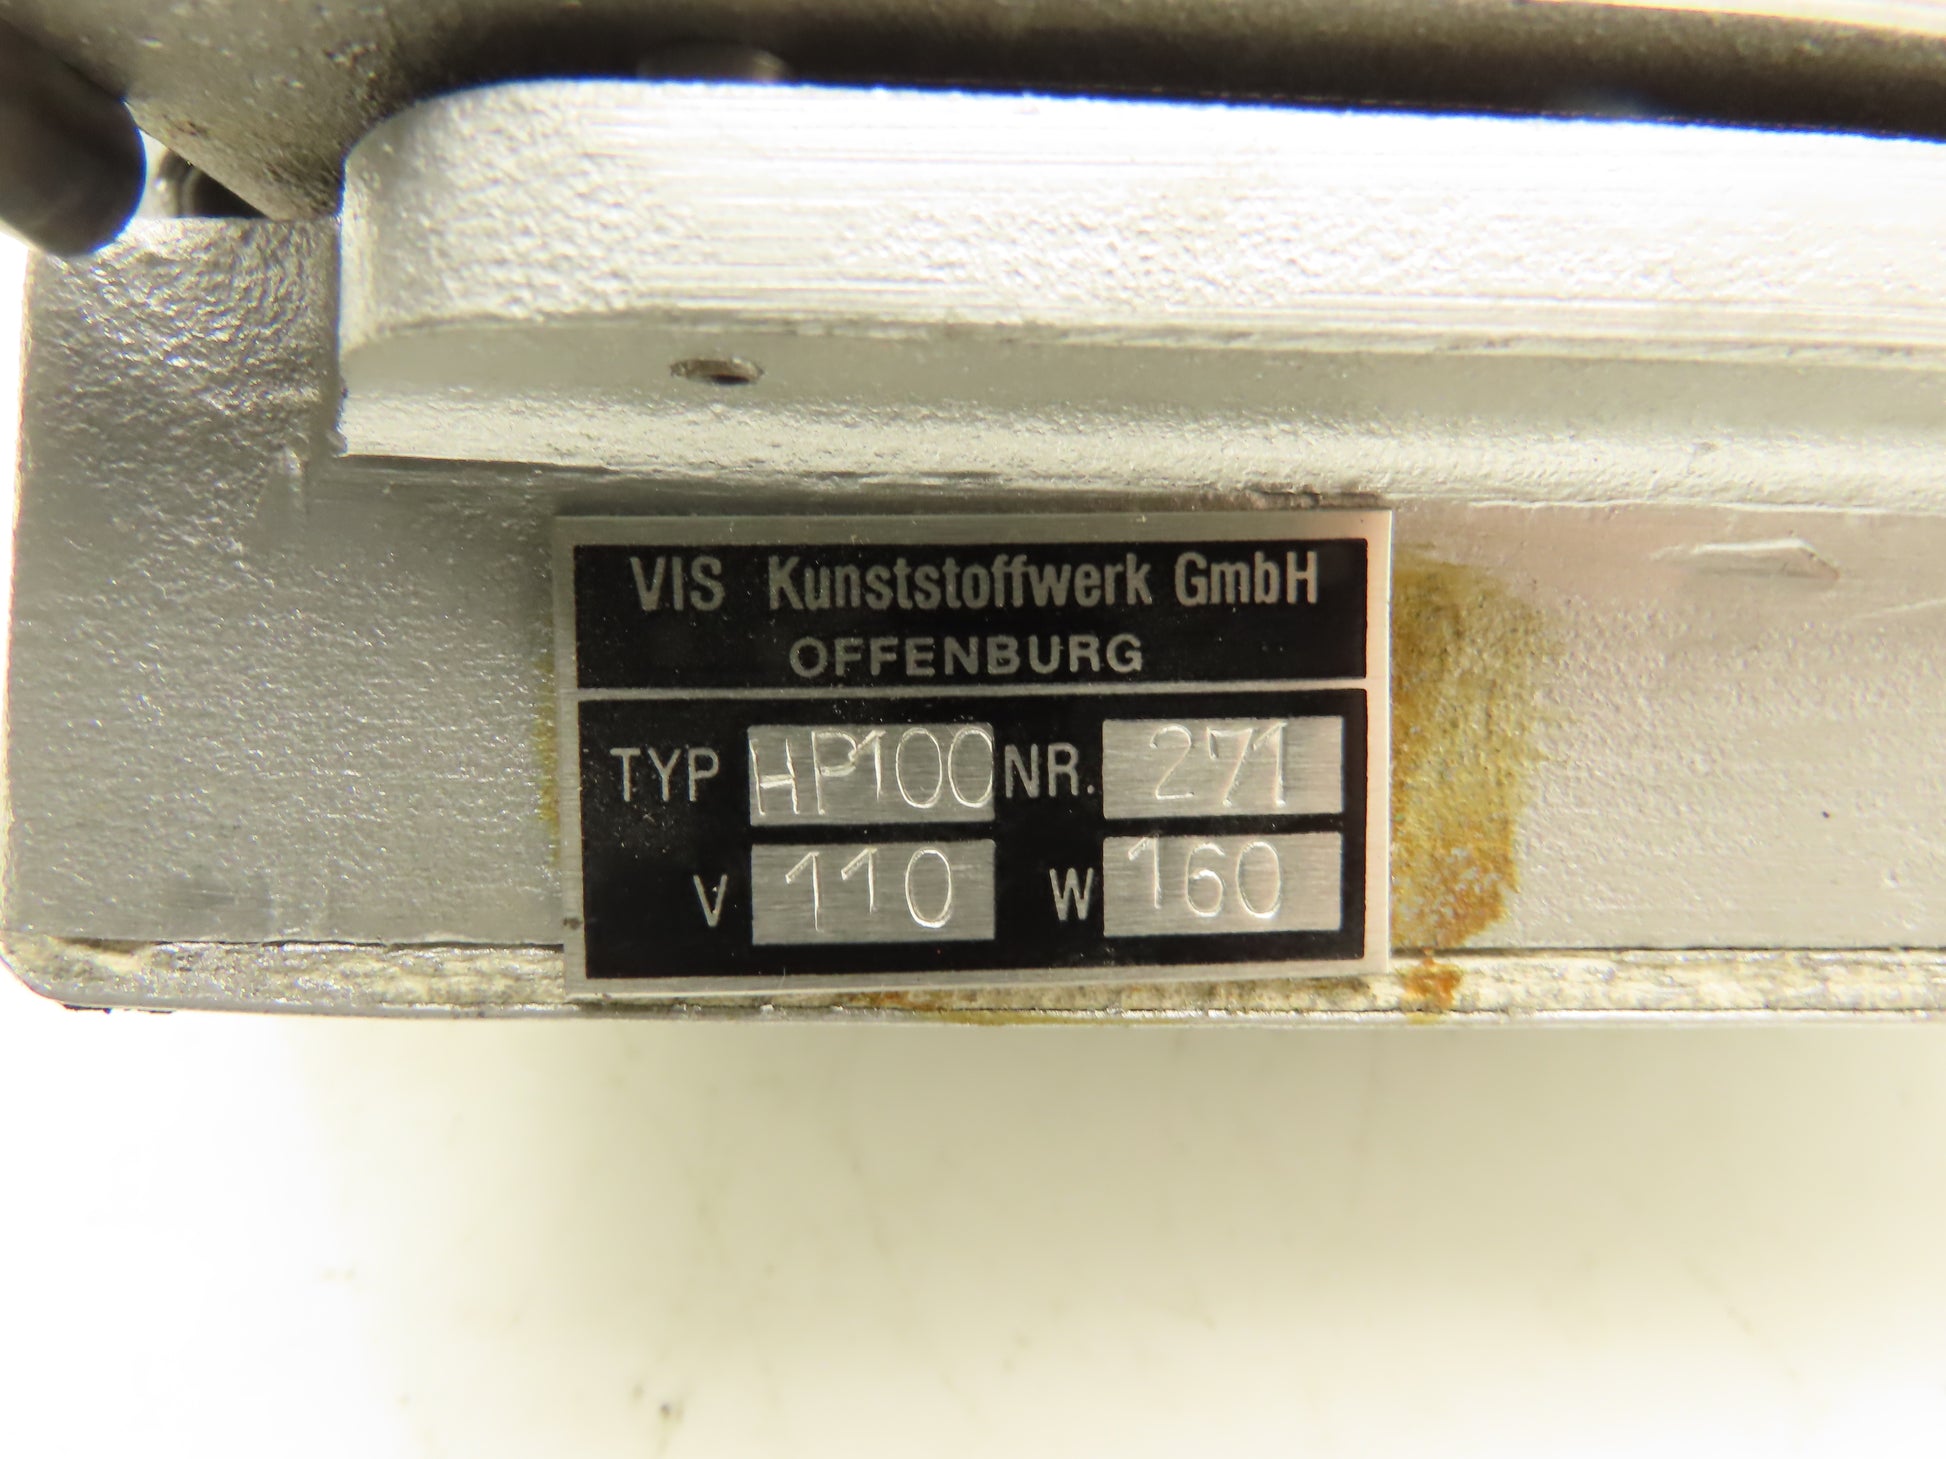 VIS Kunststoffwerk GmbH
OFFENBURG
TYP HP100 NR. 271
V 110 W 160